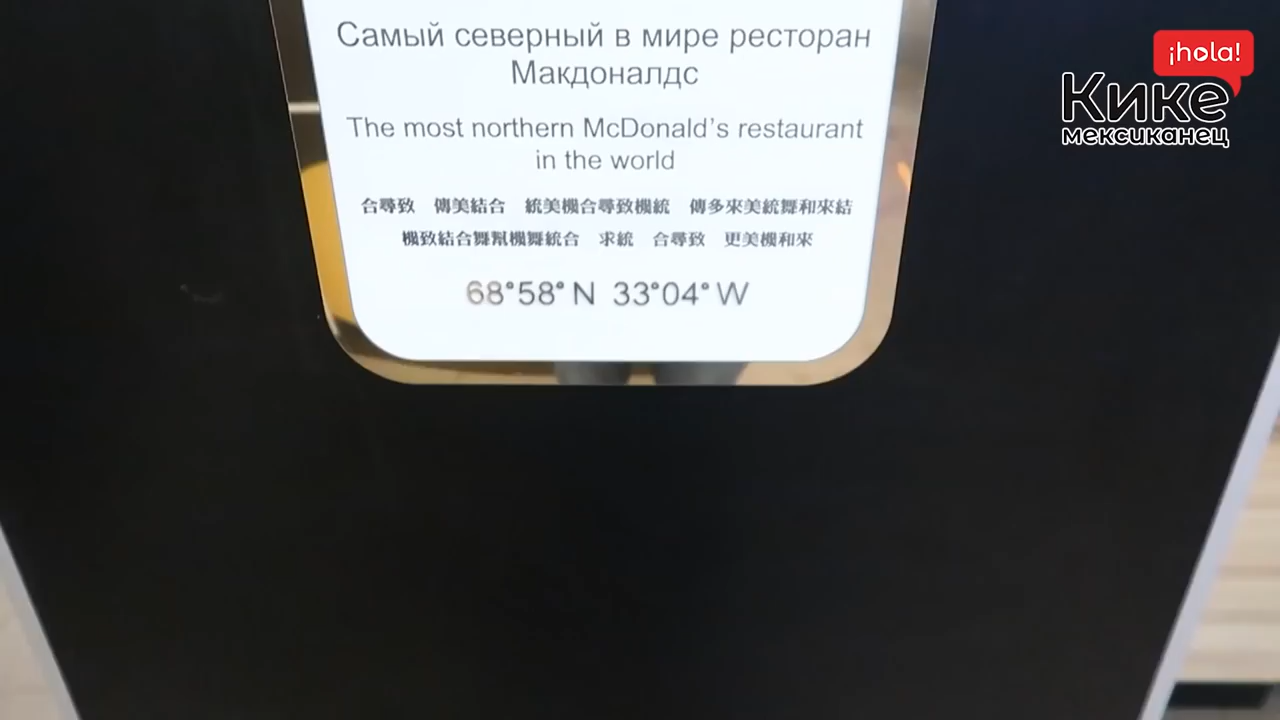 Самый северный в мире ресторан
Макдоналдс
The most northern McDonald's restaurant
in the world
合尋致 傳美結合 統美機合尋致機統 傳多來美統舞和來結
機致結合舞幫機舞統合 求統 合尋致 更美機和來
68°58° N 33°04° W
¡hola!
Кике
мексиканец